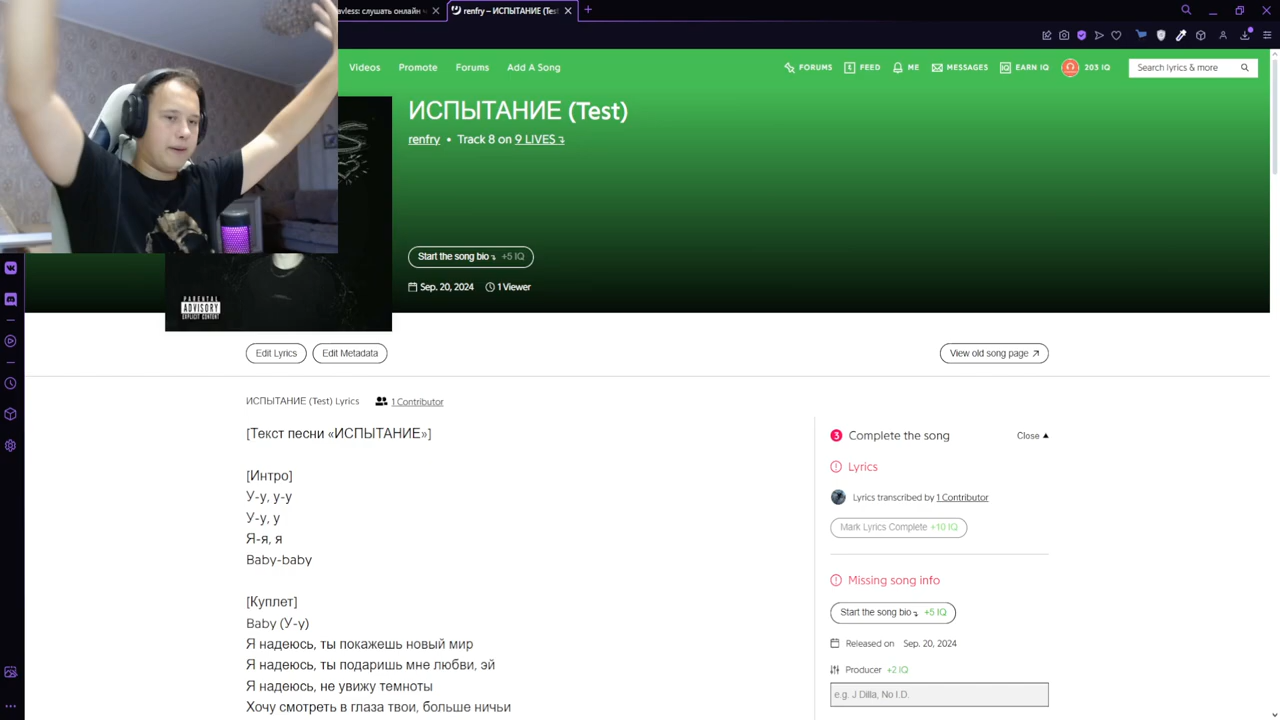 avless: слушать онлайн
renfry – ИСПЫТАНИЕ (Test)
Videos
Promote
Forums
Add A Song
FORUMS
FEED
ME
MESSAGES
EARN IQ
203 IQ
Search lyrics & more
ИСПЫТАНИЕ (Test)
renfry • Track 8 on 9 LIVES
Start the song bio +5 IQ
Sep. 20, 2024
1 Viewer
PARENTAL
ADVISORY
EXPLICIT CONTENT
Edit Lyrics
Edit Metadata
View old song page
ИСПЫТАНИЕ (Test) Lyrics
1 Contributor
[Текст песни «ИСПЫТАНИЕ»]
[Интро]
У-у, у-у
У-у, у
Я-я, я
Baby-baby
[Куплет]
Baby (У-у)
Я надеюсь, ты покажешь новый мир
Я надеюсь, ты подаришь мне любви, эй
Я надеюсь, не увижу темноты
Хочу смотреть в глаза твои, больше ничьи
3 Complete the song
Close
Lyrics
Lyrics transcribed by 1 Contributor
Mark Lyrics Complete +10 IQ
Missing song info
Start the song bio +5 IQ
Released on Sep. 20, 2024
Producer +2 IQ
e.g. J Dilla, No I.D.